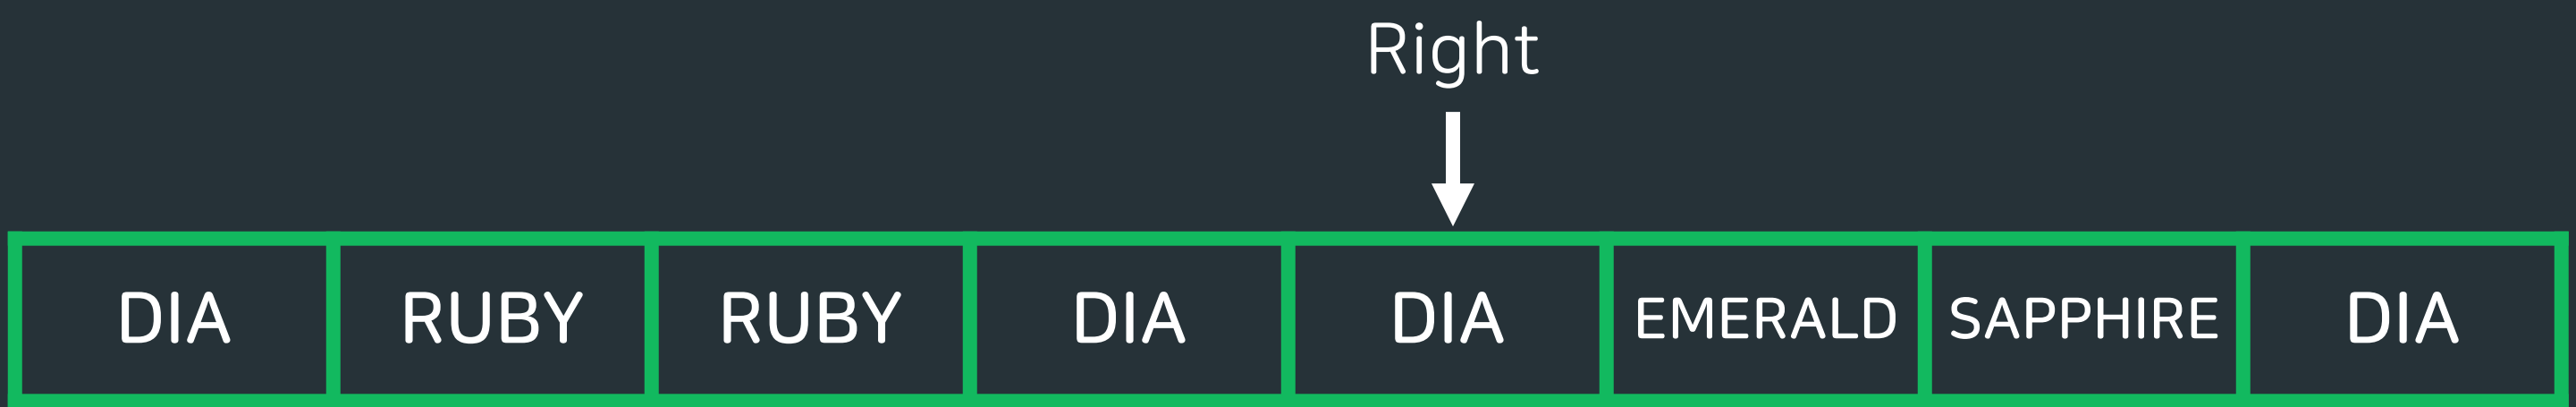 Right
DIA RUBY RUBY DIA DIA EMERALD SAPPHIRE DIA